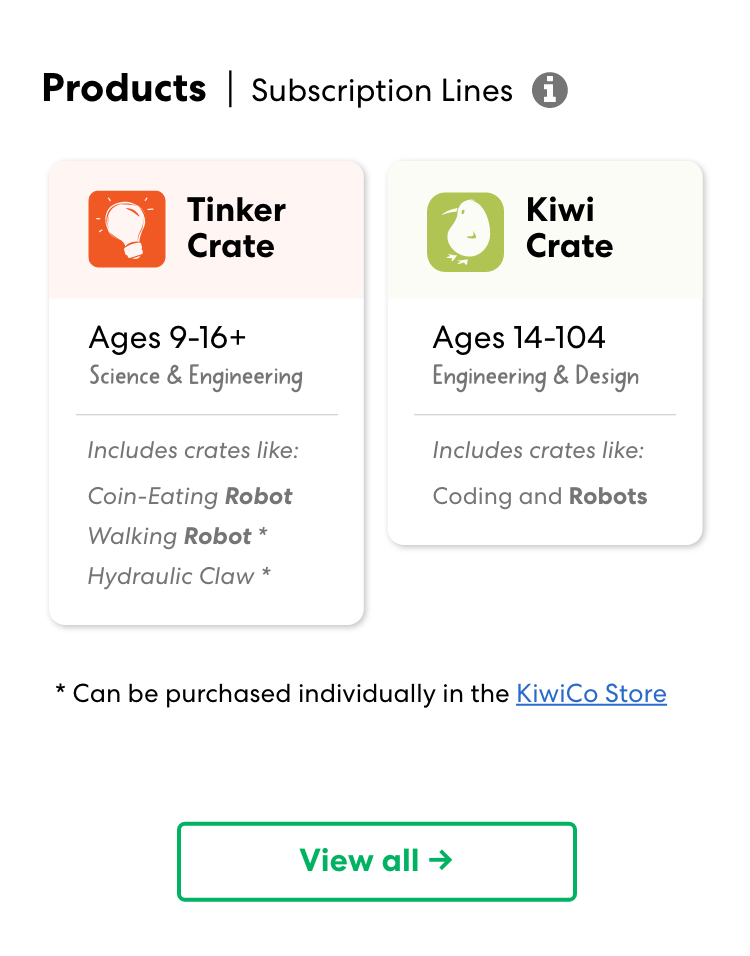 Products | Subscription Lines
Tinker
Crate
Ages 9-16+
Science & Engineering
Includes crates like:
Coin-Eating Robot
Walking Robot *
Hydraulic Claw *
Kiwi
Crate
Ages 14-104
Engineering & Design
Includes crates like:
Coding and Robots
* Can be purchased individually in the KiwiCo Store
View all →